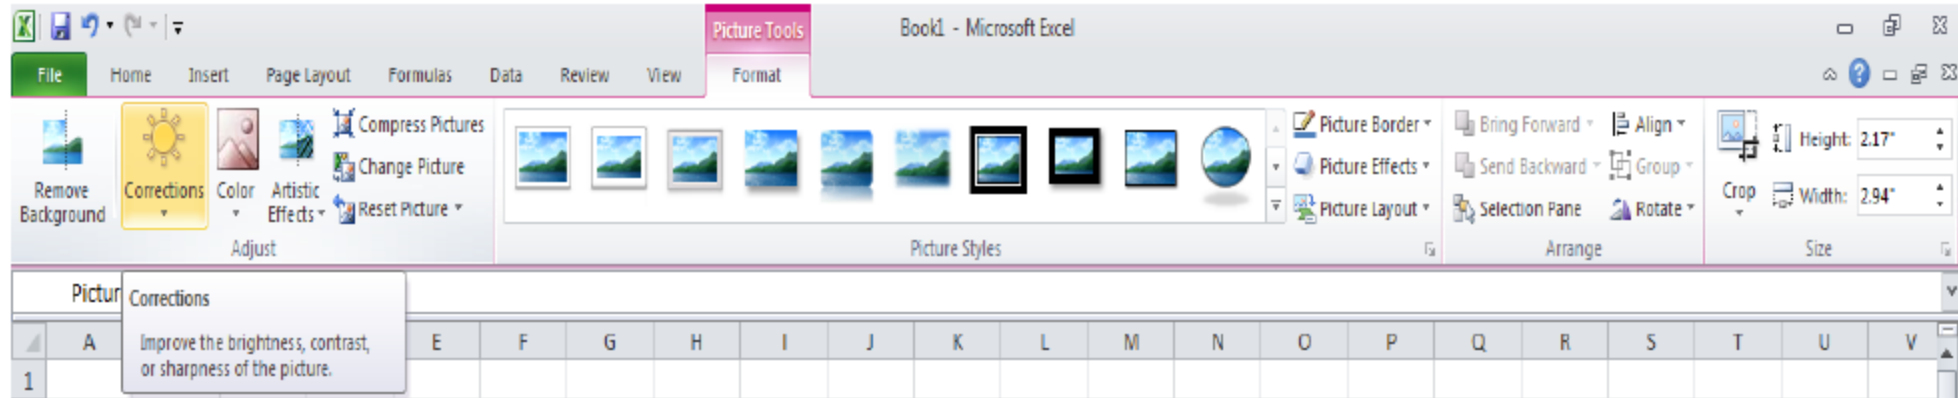 Picture Tools
Book1 - Microsoft Excel
File Home Insert Page Layout Formulas Data Review View Format
Remove Background
Corrections
Color
Artistic Effects
Compress Pictures
Change Picture
Reset Picture
Adjust
Picture Styles
Picture Border
Picture Effects
Picture Layout
Bring Forward
Send Backward
Selection Pane
Align
Group
Rotate
Arrange
Crop
Height: 2.17"
Width: 2.94"
Size
Pictur
Corrections
Improve the brightness, contrast,
or sharpness of the picture.
A E F G H I J K L M N O P Q R S T U V
1